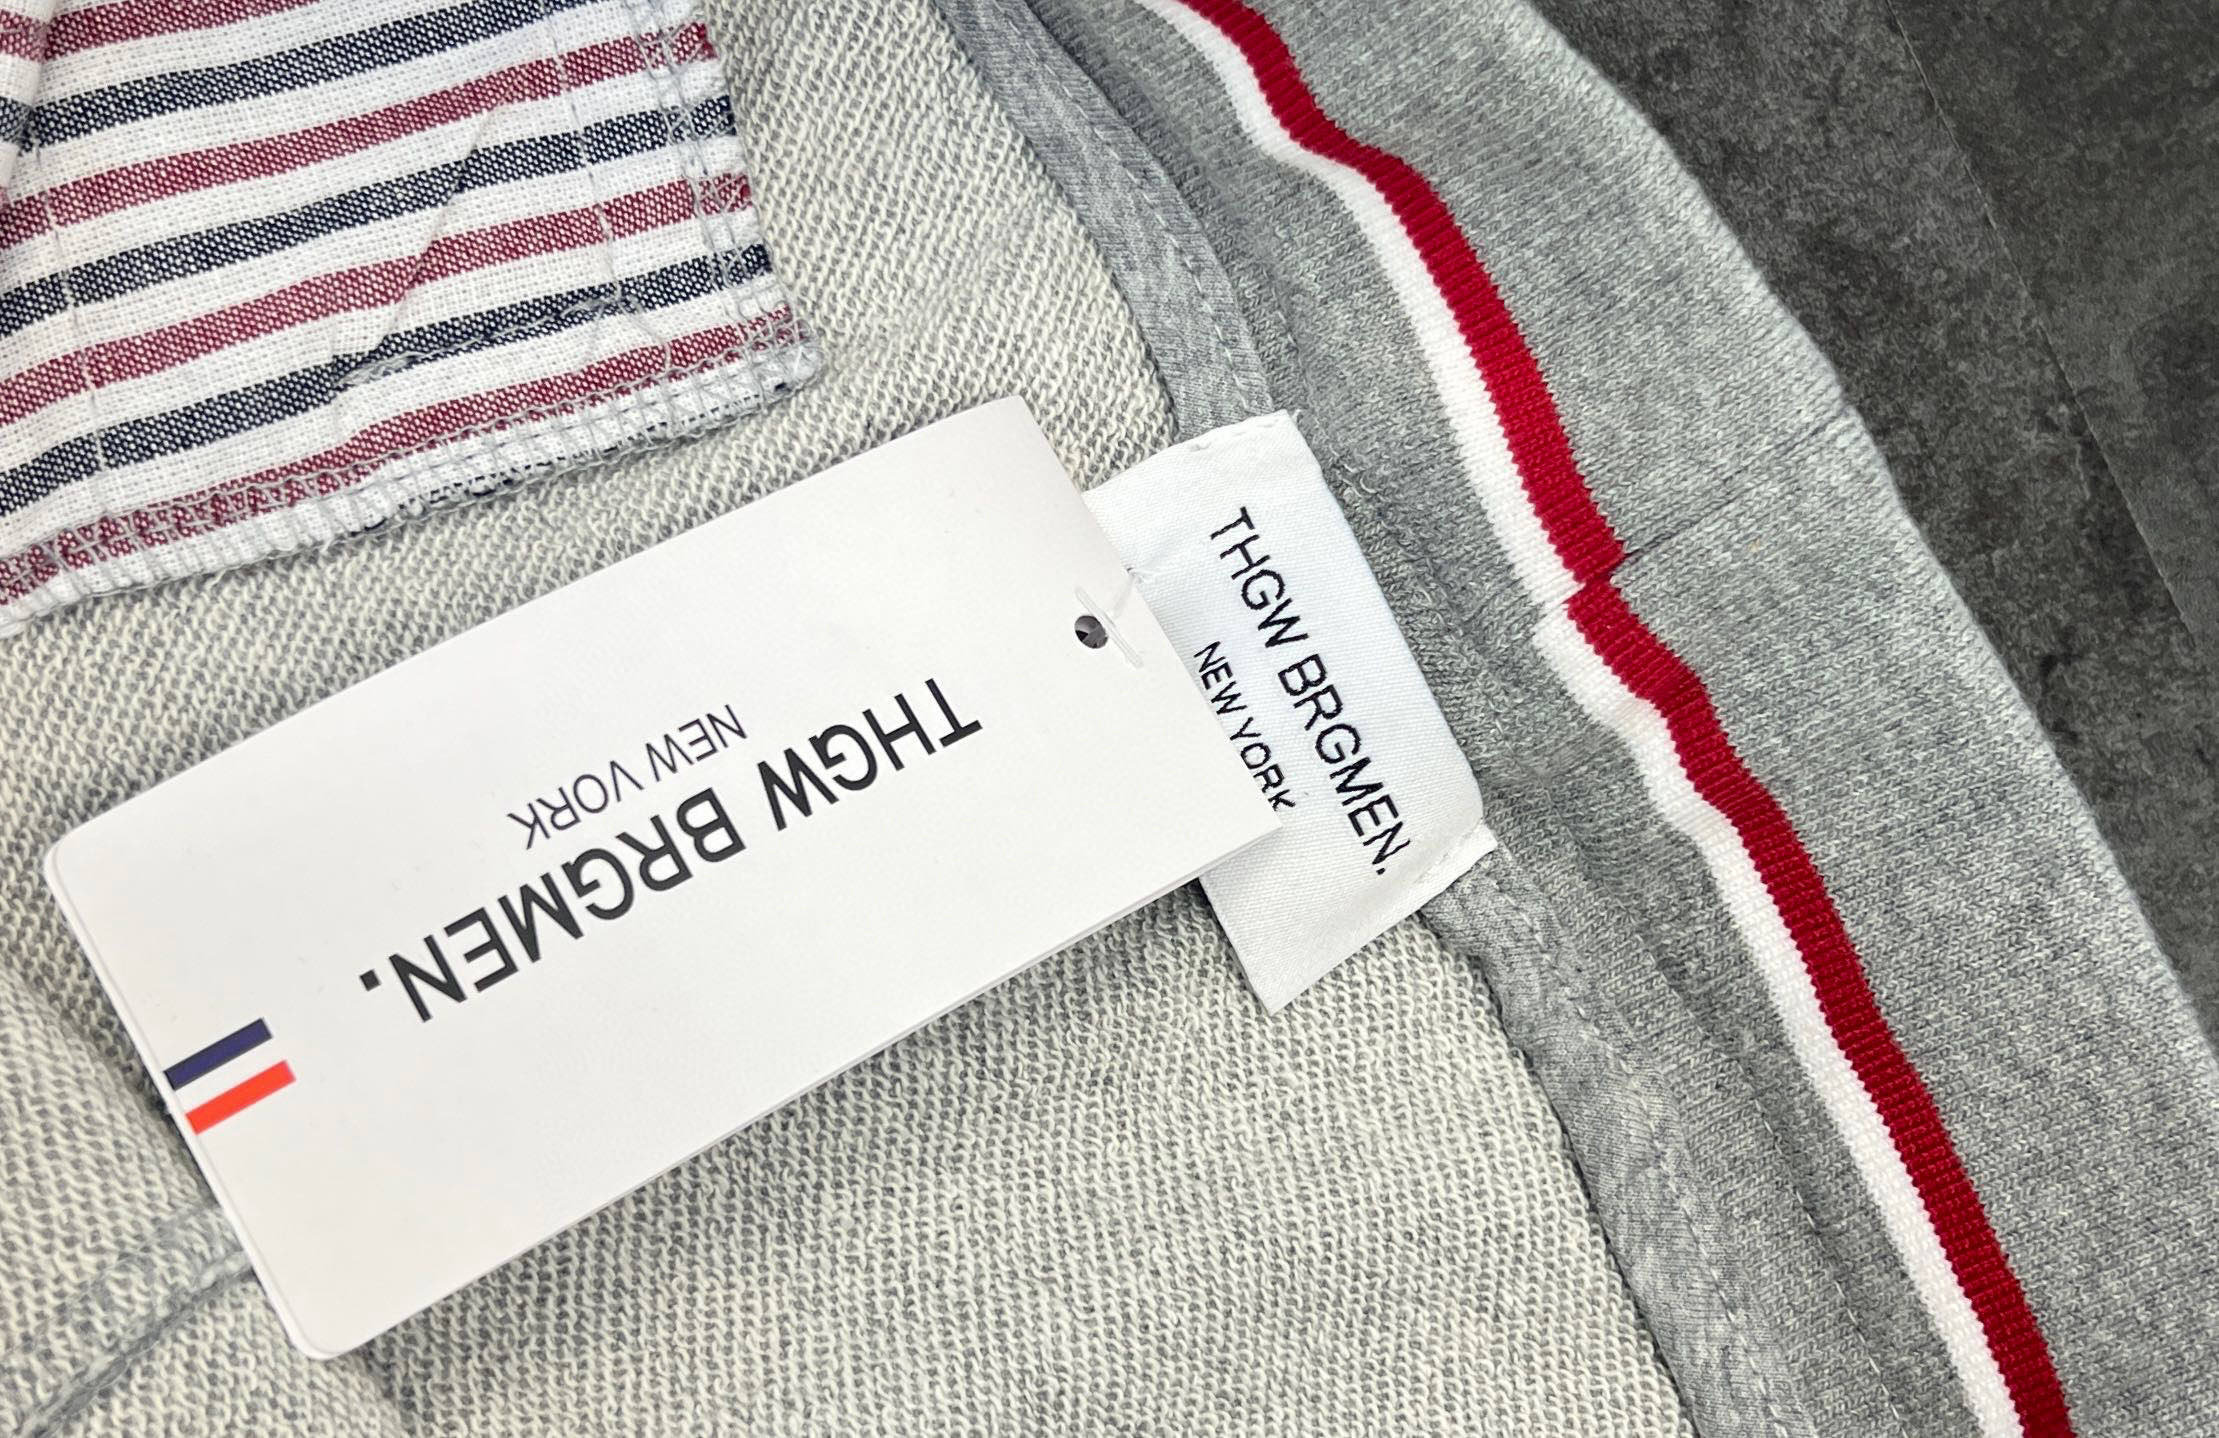 THGW BRGMEN.
NEW VORK
THGW BRGMEN.
NEW YORK